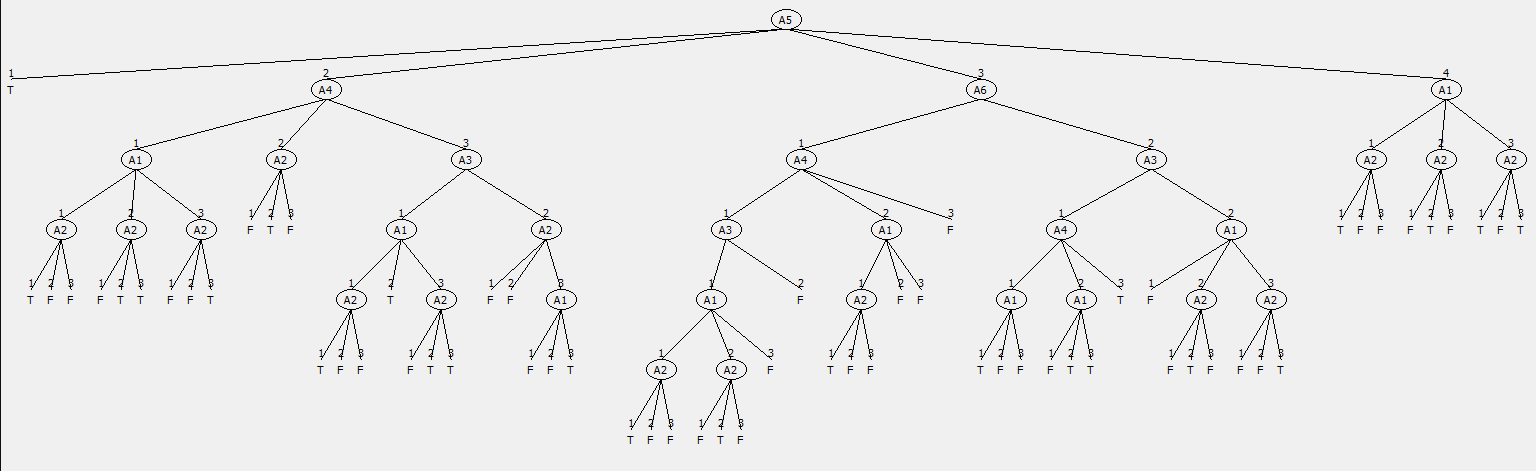 A5
1 2 3 4
T A4 A6 A1
1 2 3 1 2 1 2 3
A1 A2 A3 A4 A3 A2 A2 A2
1 2 3 1 2 3 1 2 1 2 3 1 2 1 2 3 1 2 3 1 2 3
A2 A2 A2 F T F A1 A2 A3 A1 F A4 A1 T F F F T F T F T
1 2 3 1 2 3 1 2 3 1 2 3 1 2 3 1 2 1 2 3 1 2 3 1 2 3
T F F F T T F F T A2 T A2 F F A1 A1 F A2 F F A1 A1 T F A2 A2
1 2 3 1 2 3 1 2 3 1 2 3 1 2 3 1 2 3 1 2 3 1 2 3 1 2 3
T F F F T T F F T A2 A2 F T F F T F F F T T F T F F F T
1 2 3 1 2 3
T F F F T F